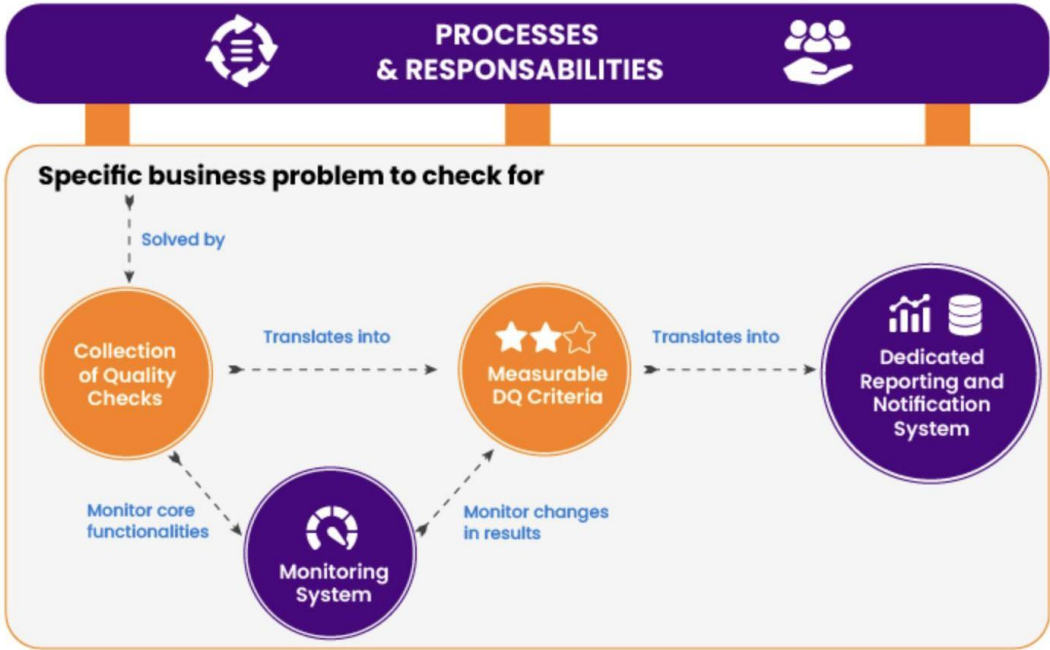 PROCESSES
& RESPONSABILITIES
Specific business problem to check for
Solved by
Collection
of Quality
Checks
Translates into
Measurable
DQ Criteria
Translates into
Dedicated
Reporting and
Notification
System
Monitor core
functionalities
Monitoring
System
Monitor changes
in results